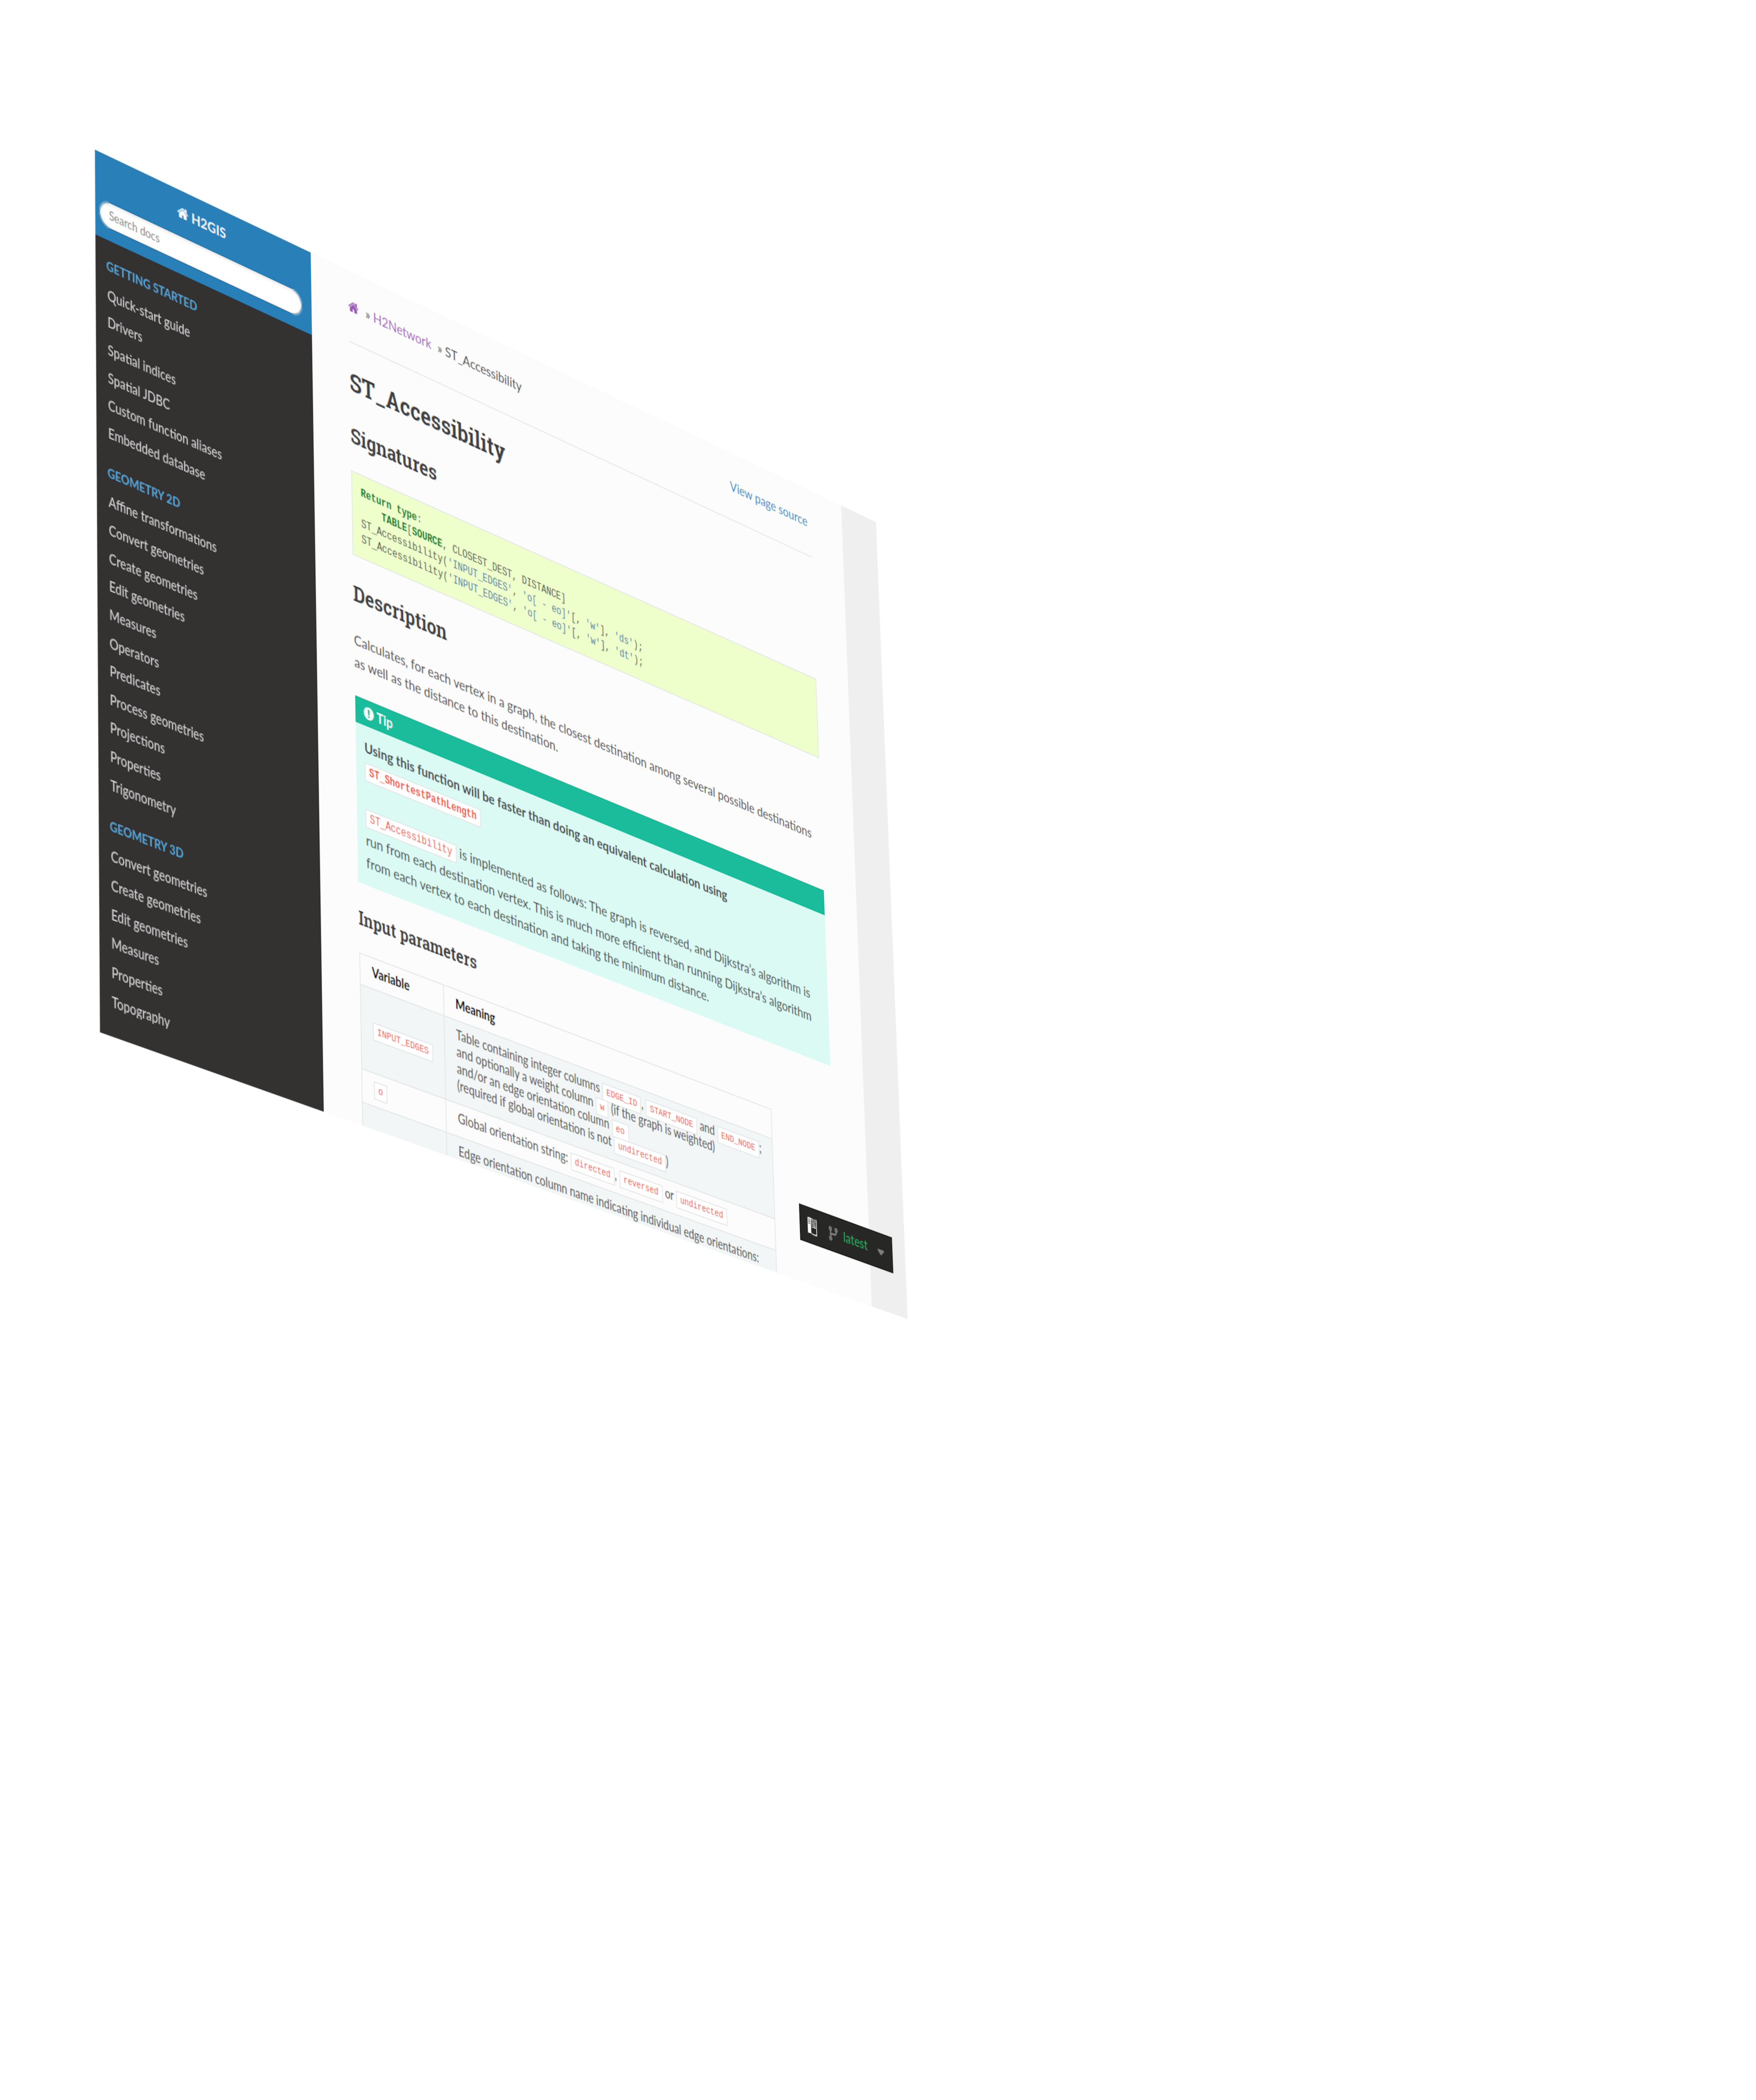 H2GIS
Search docs
GETTING STARTED
Quick-start guide
Drivers
Spatial indices
Spatial JDBC
Custom function aliases
Embedded database
GEOMETRY 2D
Affine transformations
Convert geometries
Create geometries
Edit geometries
Measures
Operators
Predicates
Process geometries
Projections
Properties
Trigonometry
GEOMETRY 3D
Convert geometries
Create geometries
Edit geometries
Measures
Properties
Topography
» H2Network » ST_Accessibility
View page source
ST_Accessibility
Signatures
Return type:
TABLE[SOURCE, CLOSEST_DEST, DISTANCE]
ST_Accessibility('INPUT_EDGES', 'o[ - eo]'[, 'w'], 'ds');
ST_Accessibility('INPUT_EDGES', 'o[ - eo]'[, 'w'], 'dt');
Description
Calculates, for each vertex in a graph, the closest destination among several possible destinations
as well as the distance to this destination.
Tip
Using this function will be faster than doing an equivalent calculation using
ST_ShortestPathLength
ST_Accessibility is implemented as follows: The graph is reversed, and Dijkstra's algorithm is
run from each destination vertex. This is much more efficient than running Dijkstra's algorithm
from each vertex to each destination and taking the minimum distance.
Input parameters
Variable Meaning
INPUT_EDGES Table containing integer columns EDGE_ID, START_NODE and END_NODE;
and optionally a weight column w (if the graph is weighted)
and/or an edge orientation column eo
(required if global orientation is not undirected)
o Global orientation string: directed, reversed or undirected
Edge orientation column name indicating individual edge orientations:
latest